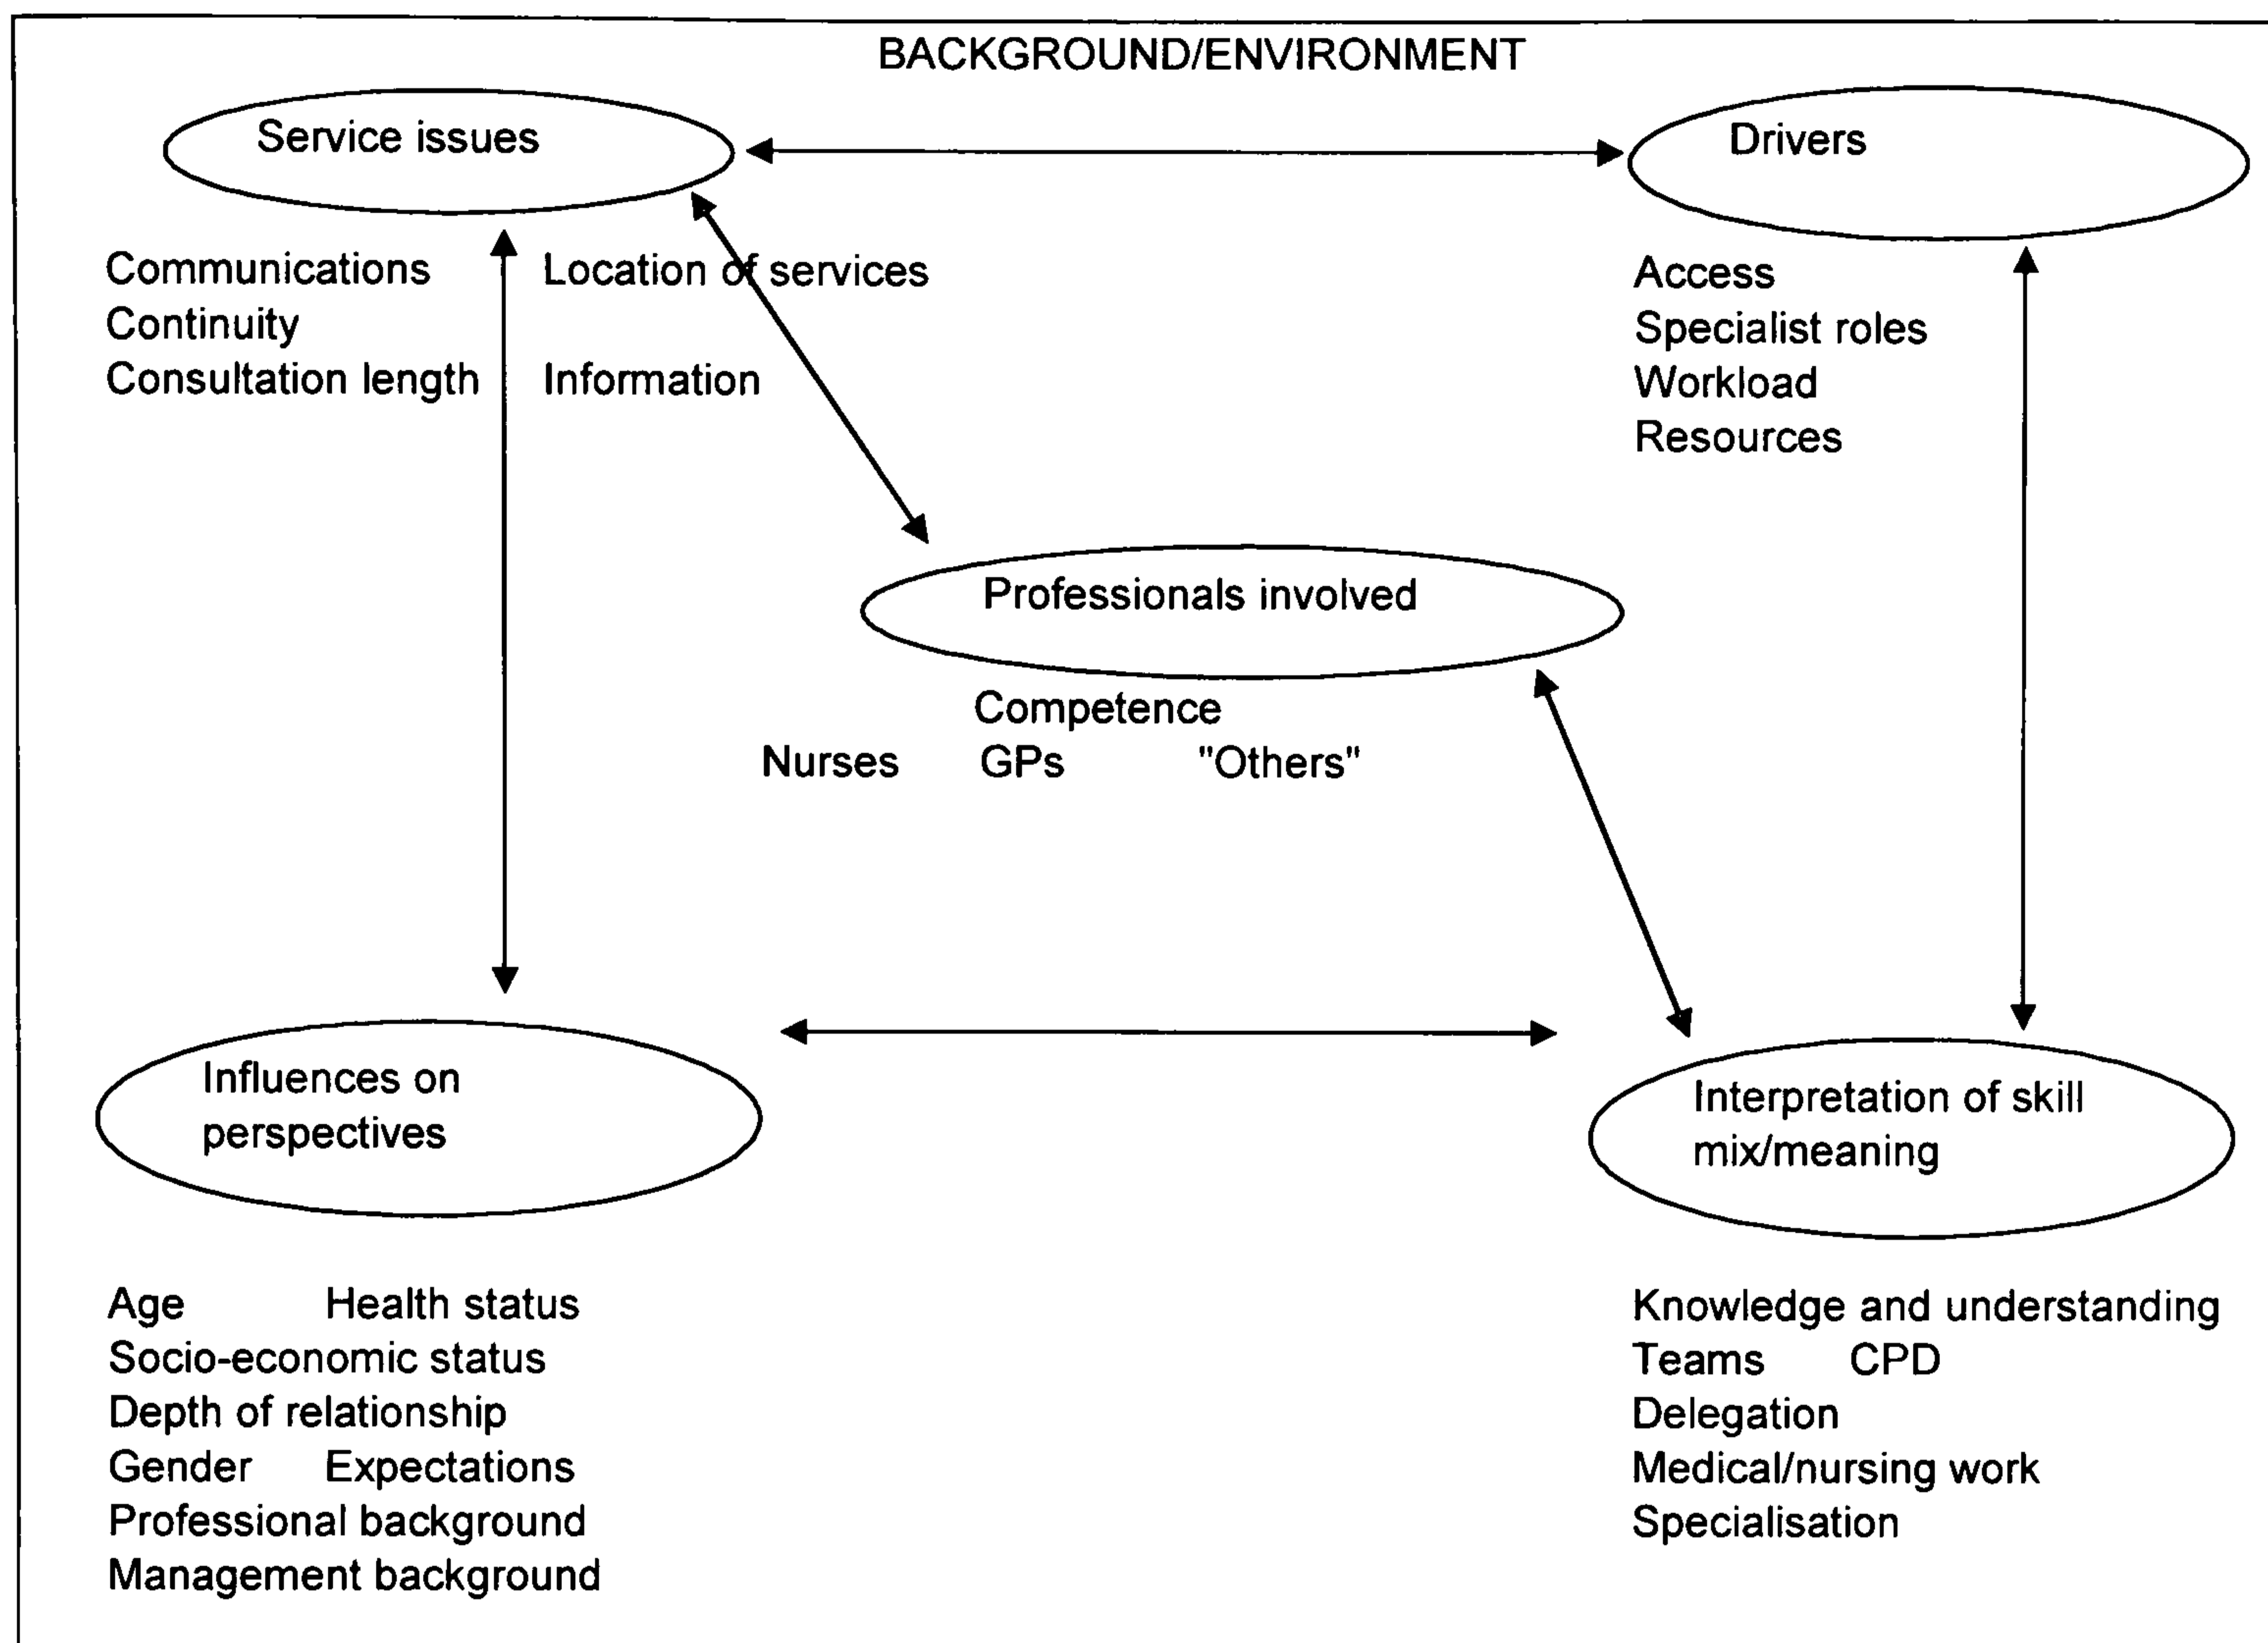 BACKGROUND/ENVIRONMENT
Service issues
Drivers
Communications Location of services
Continuity
Consultation length Information
Access
Specialist roles
Workload
Resources
Professionals involved
Competence
Nurses GPs "Others"
Influences on
perspectives
Interpretation of skill
mix/meaning
Age Health status
Socio-economic status
Depth of relationship
Gender Expectations
Professional background
Management background
Knowledge and understanding
Teams CPD
Delegation
Medical/nursing work
Specialisation